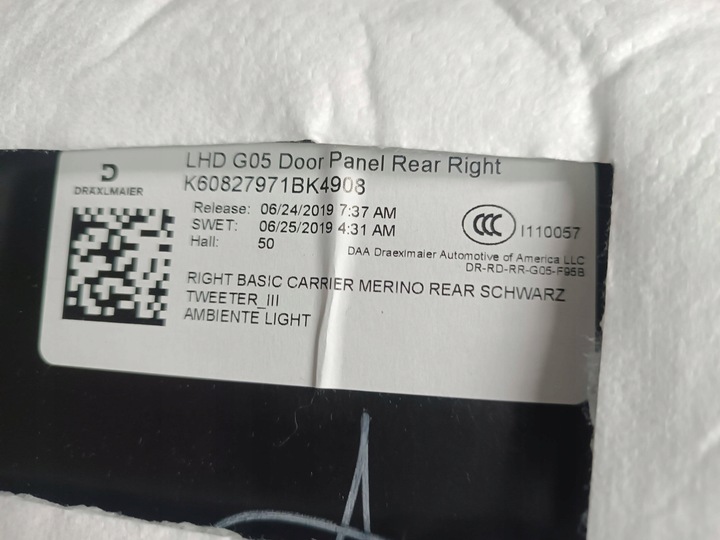 LHD G05 Door Panel Rear Right
DRÄXLMAIER
K60827971BK4908
Release: 06/24/2019 7:37 AM
SWET: 06/25/2019 4:31 AM
Hall: 50
CCC I110057
DAA Draexlmaier Automotive of America LLC
DR-RD-RR-G05-F95B
RIGHT BASIC CARRIER MERINO REAR SCHWARZ
TWEETER_III
AMBIENTE LIGHT